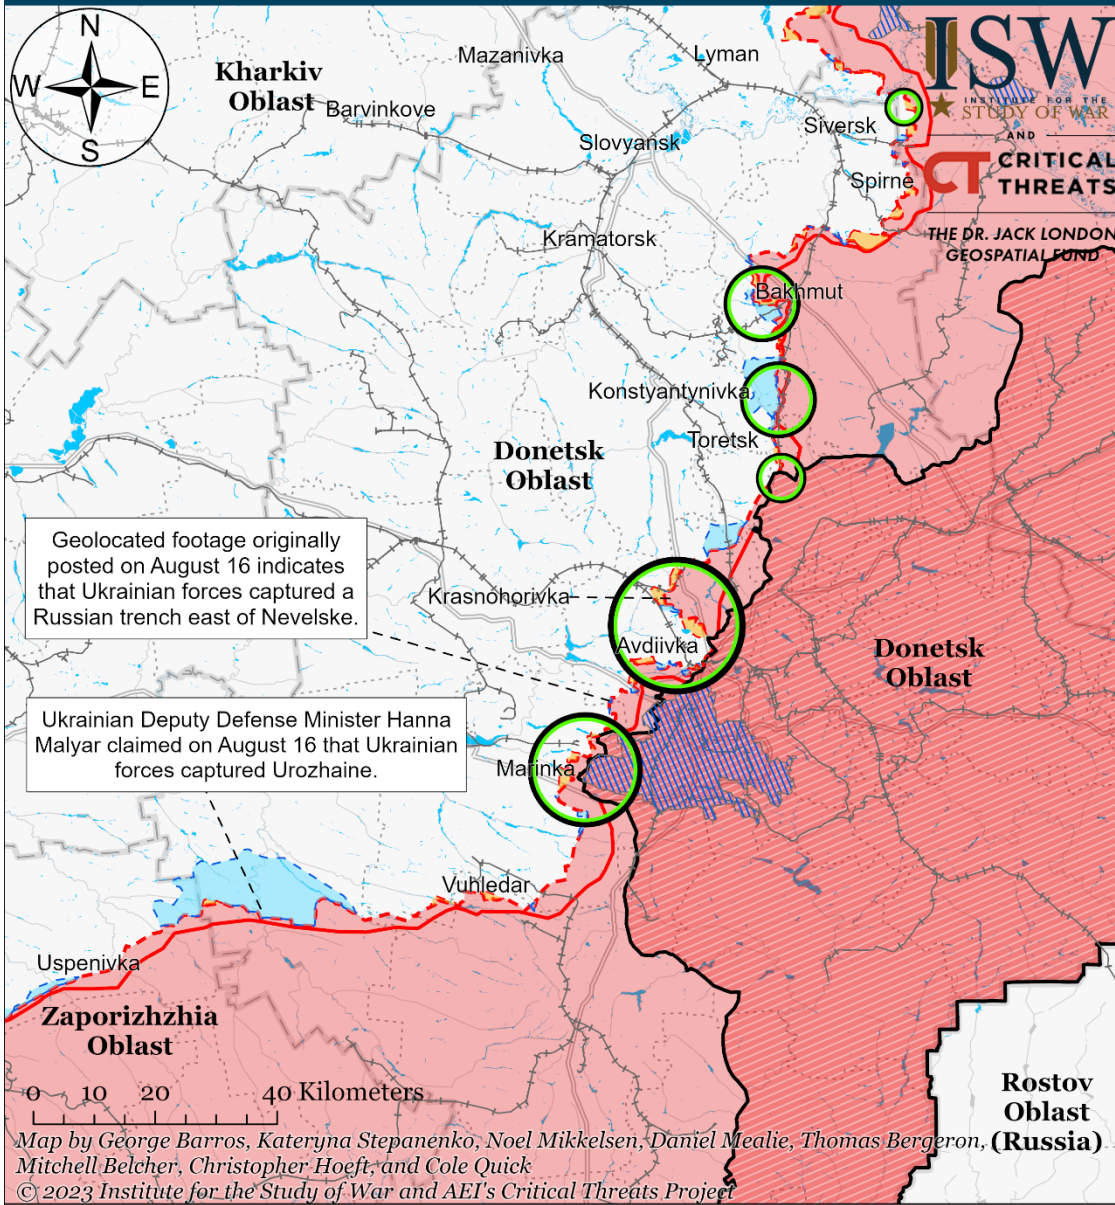 N
W
E
S
Kharkiv
Oblast
Mazanivka
Lyman
Barvinkove
Slovyansk
Siversk
Spirne
Kramatorsk
ISW
INSTITUTE FOR THE
STUDY OF WAR
AND
CT CRITICAL
THREATS
THE DR. JACK LONDON
GEOSPATIAL FUND
Bakhmut
Konstyantynivka
Toretsk
Donetsk
Oblast
Geolocated footage originally
posted on August 16 indicates
that Ukrainian forces captured a
Russian trench east of Nevelske.
Krasnohorivka
Avdiivka
Donetsk
Oblast
Ukrainian Deputy Defense Minister Hanna
Malyar claimed on August 16 that Ukrainian
forces captured Urozhaine.
Marinka
Vuhledar
Uspenivka
Zaporizhzhia
Oblast
Rostov
Oblast
(Russia)
0 10 20 40 Kilometers
Map by George Barros, Kateryna Stepanenko, Noel Mikkelsen, Daniel Mealie, Thomas Bergeron,
Mitchell Belcher, Christopher Hoeft, and Cole Quick
© 2023 Institute for the Study of War and AEI's Critical Threats Project